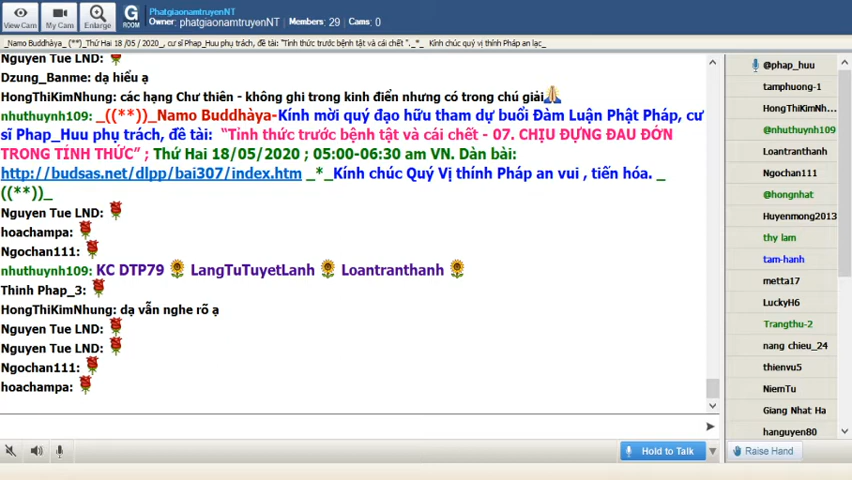 View Cam
My Cam
Enlarge
G
ROOM
PhatgiaonamtruyenNT
Owner: phatgiaonamtruyenNT Members: 29 Cams: 0
_Namo Buddhàya_ (**)_Thứ Hai 18 /05 / 2020_, cư sĩ Pháp_Huu phụ trách, đề tài: "Tỉnh thức trước bệnh tật và cái chết "._*_ Kính chúc quý vị thính Pháp an lạc_
Nguyen Tue LND:
Dzung_Banme: dạ hiểu ạ
HongThiKimNhung: các hạng Chư thiên - không ghi trong kinh điển nhưng có trong chú giải
nhuthuynh109: _((**))_Namo Buddhàya-Kính mời quý đạo hữu tham dự buổi Đàm Luận Phật Pháp, cư
sĩ Phap_Huu phụ trách, đề tài: "Tỉnh thức trước bệnh tật và cái chết - 07. CHỊU ĐỰNG ĐAU ĐỚN
TRONG TỈNH THỨC" ; Thứ Hai 18/05/2020 ; 05:00-06:30 am VN. Dàn bài:
http://budsas.net/dlpp/bai307/index.htm _*_Kính chúc Quý Vị thính Pháp an vui , tiến hóa. _
((**))_
Nguyen Tue LND:
hoachampa:
Ngochan111:
nhuthuynh109: KC DTP79 LangTuTuyetLanh Loantranthanh
Thinh Phap_3:
HongThiKimNhung: dạ vẫn nghe rõ ạ
Nguyen Tue LND:
Nguyen Tue LND:
Ngochan111:
hoachampa:
@phap_huu
tamphuong-1
HongThiKimNh...
@nhuthuynh109
Loantranthanh
Ngochan111
@hongnhat
Huyenmong2013
thy lam
tam-hanh
metta17
LuckyH6
Trangthu-2
nang chieu_24
thienvu5
NiemTu
Giang Nhat Ha
hanguyen80
Hold to Talk
Raise Hand